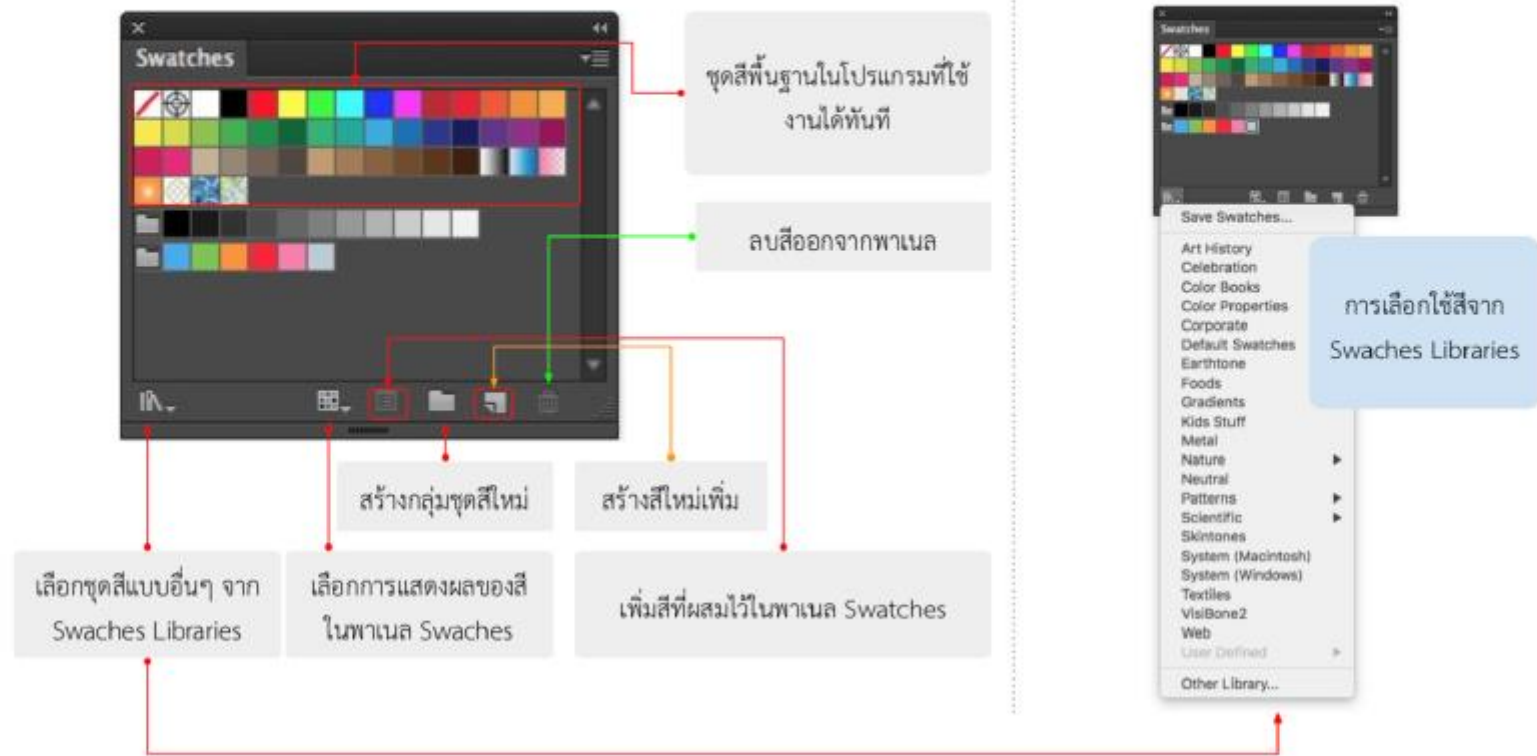 Swatches
ชุดสีพื้นฐานในโปรแกรมที่ใช้
งานได้ทันที
ลบสีออกจากพาเนล
สร้างกลุ่มชุดสีใหม่
สร้างสีใหม่เพิ่ม
เลือกชุดสีแบบอื่นๆ จาก
Swaches Libraries
เลือกการแสดงผลของสี
ในพาเนล Swaches
เพิ่มสีที่ผสมไว้ในพาเนล Swatches
Swatches
Save Swatches...
Art History
Celebration
Color Books
Color Properties
Corporate
Default Swatches
Earthtone
Foods
Gradients
Kids Stuff
Metal
Nature
Neutral
Patterns
Scientific
Skintones
System (Macintosh)
System (Windows)
Textiles
VisiBone2
Web
User Defined
Other Library...
การเลือกใช้สีจาก
Swaches Libraries